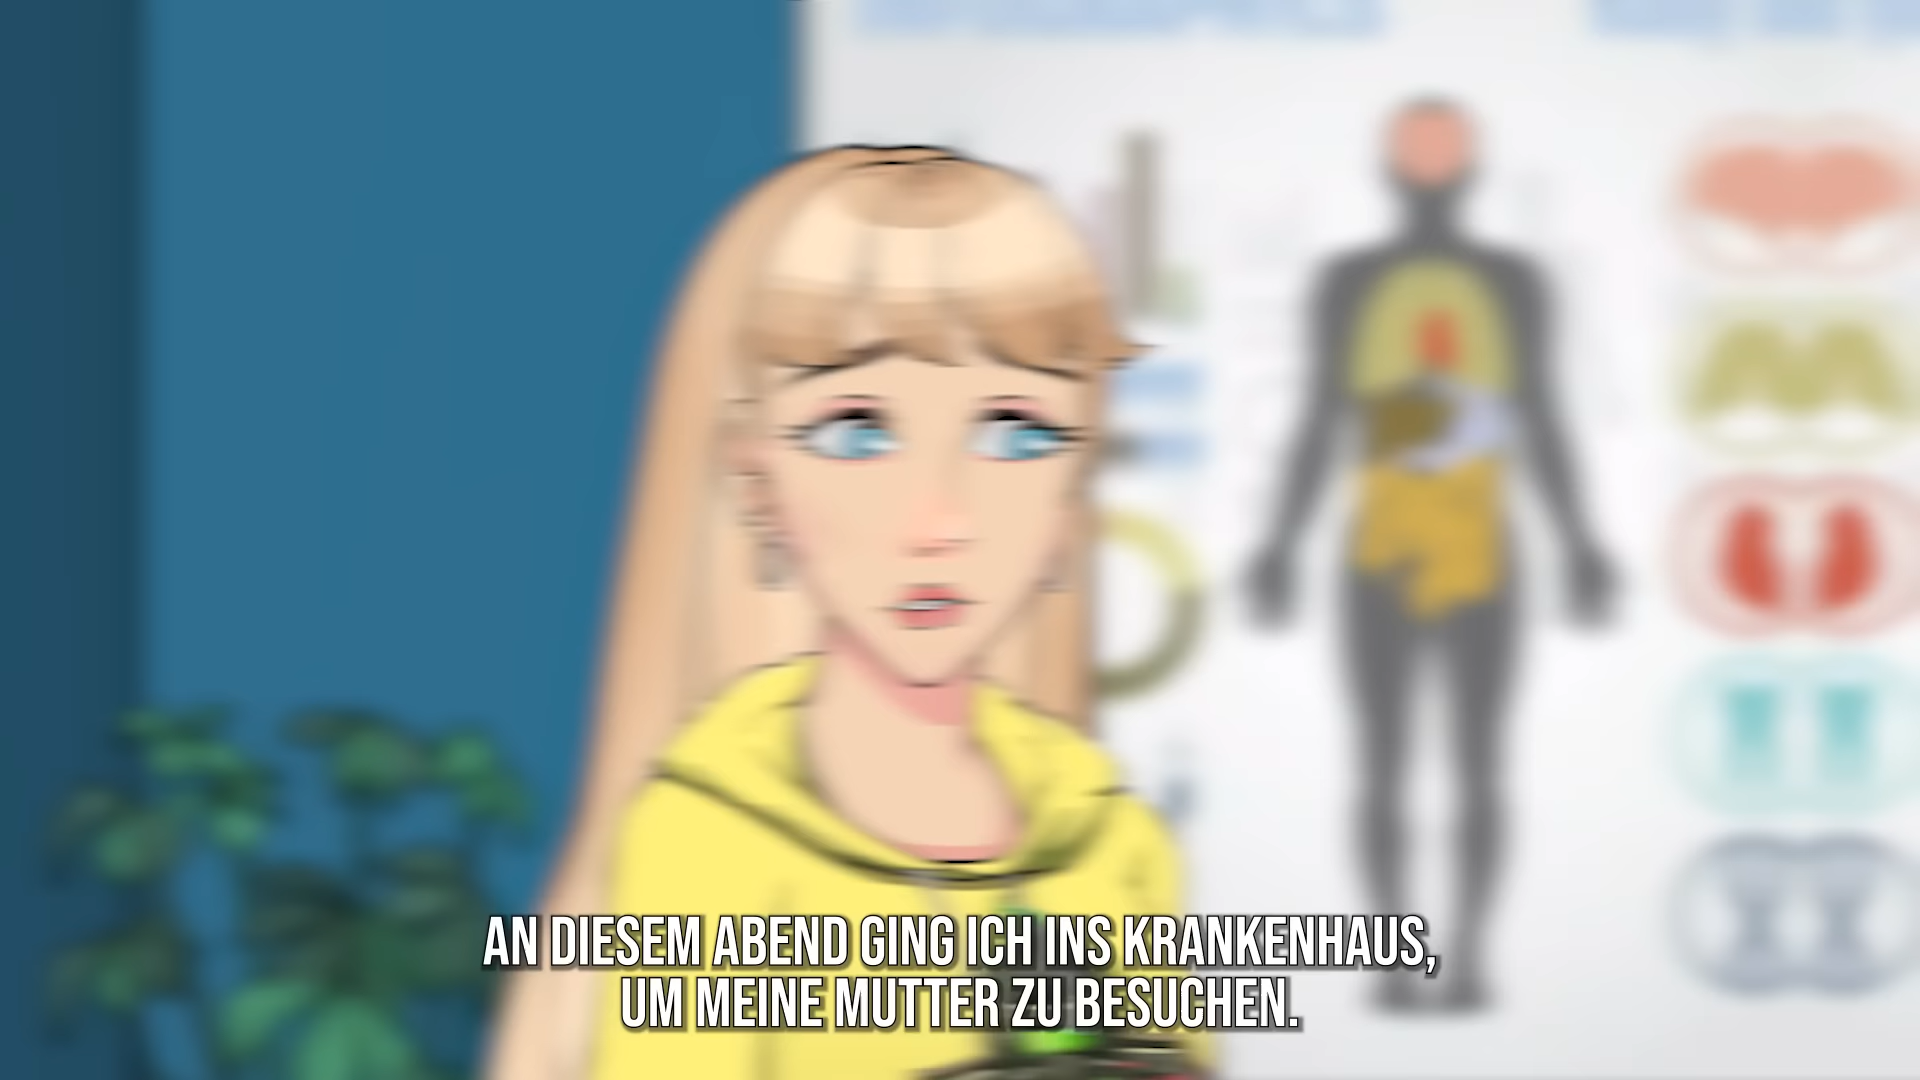 AN DIESEM ABEND GING ICH INS KRANKENHAUS,
UM MEINE MUTTER ZU BESUCHEN.